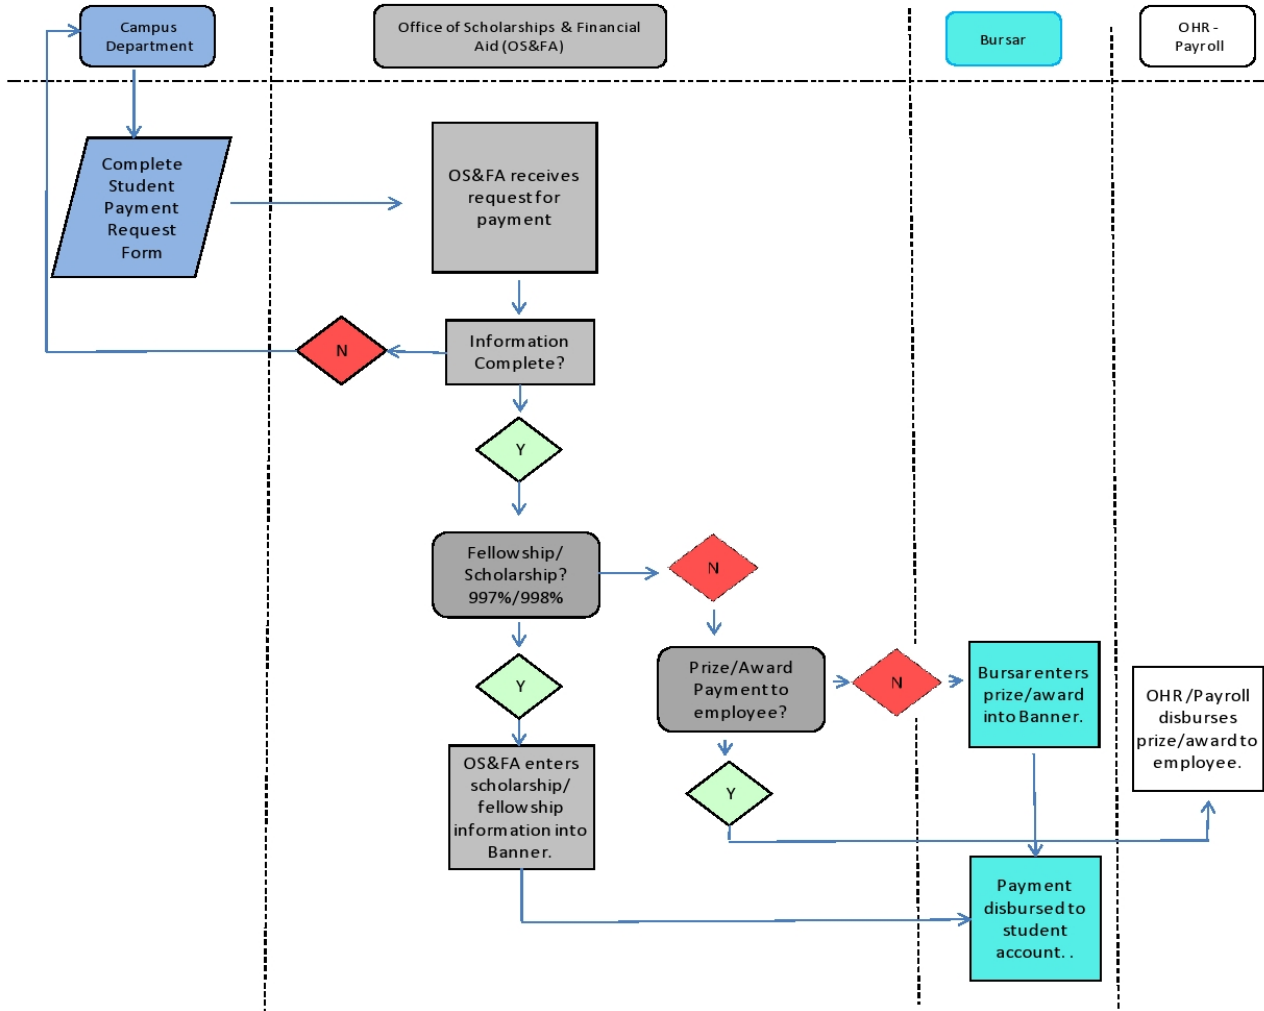 Campus
Department
Office of Scholarships & Financial
Aid (OS&FA)
Bursar
OHR -
Payroll
Complete
Student
Payment
Request
Form
OS&FA receives
request for
payment
Information
Complete?
N
Y
Fellowship/
Scholarship?
997%/998%
N
Y
Prize/Award
Payment to
employee?
N
Bursar enters
prize/award
into Banner.
OHR /Payroll
disburses
prize/award to
employee.
OS&FA enters
scholarship/
fellowship
information into
Banner.
Y
Payment
disbursed to
student
account. .